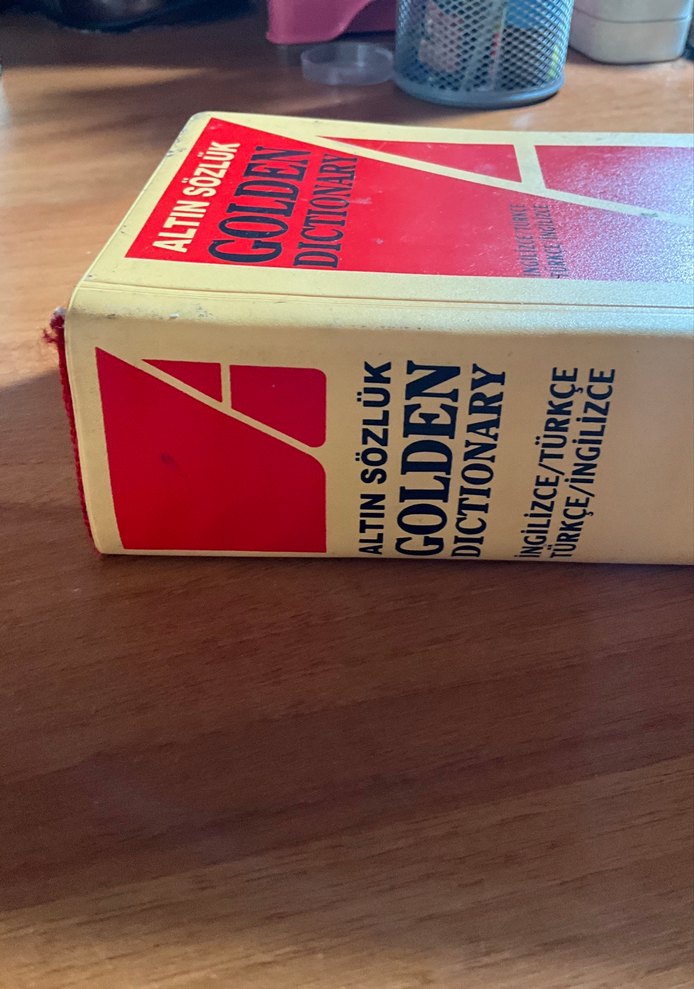 ALTIN SÖZLÜK
GOLDEN
DICTIONARY
İNGİLİZCE TÜRKÇE
TÜRKÇE İNGİLİZCE
ALTIN SÖZLÜK
GOLDEN
DICTIONARY
İNGİLİZCE/TÜRKÇE
TÜRKÇE/İNGİLİZCE